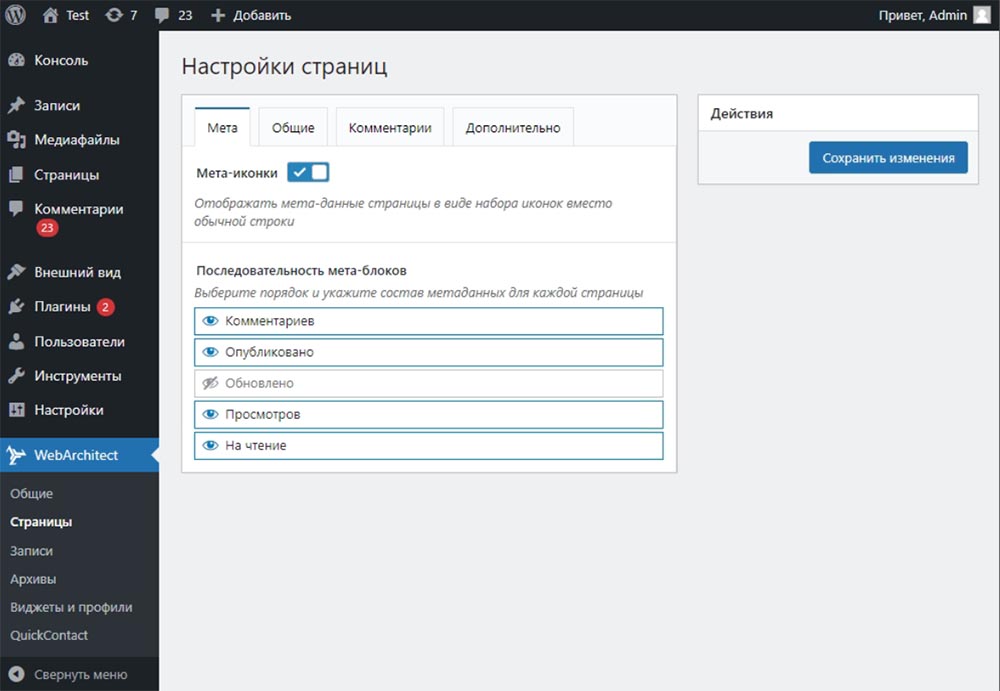 Test 7 23 Добавить Привет, Admin
Консоль
Записи
Медиафайлы
Страницы
Комментарии
23
Внешний вид
Плагины 2
Пользователи
Инструменты
Настройки
WebArchitect
Общие
Страницы
Записи
Архивы
Виджеты и профили
QuickContact
Свернуть меню
Настройки страниц
Мета Общие Комментарии Дополнительно
Мета-иконки
Отображать мета-данные страницы в виде набора иконок вместо
обычной строки
Последовательность мета-блоков
Выберите порядок и укажите состав метаданных для каждой страницы
Комментариев
Опубликовано
Обновлено
Просмотров
На чтение
Действия
Сохранить изменения